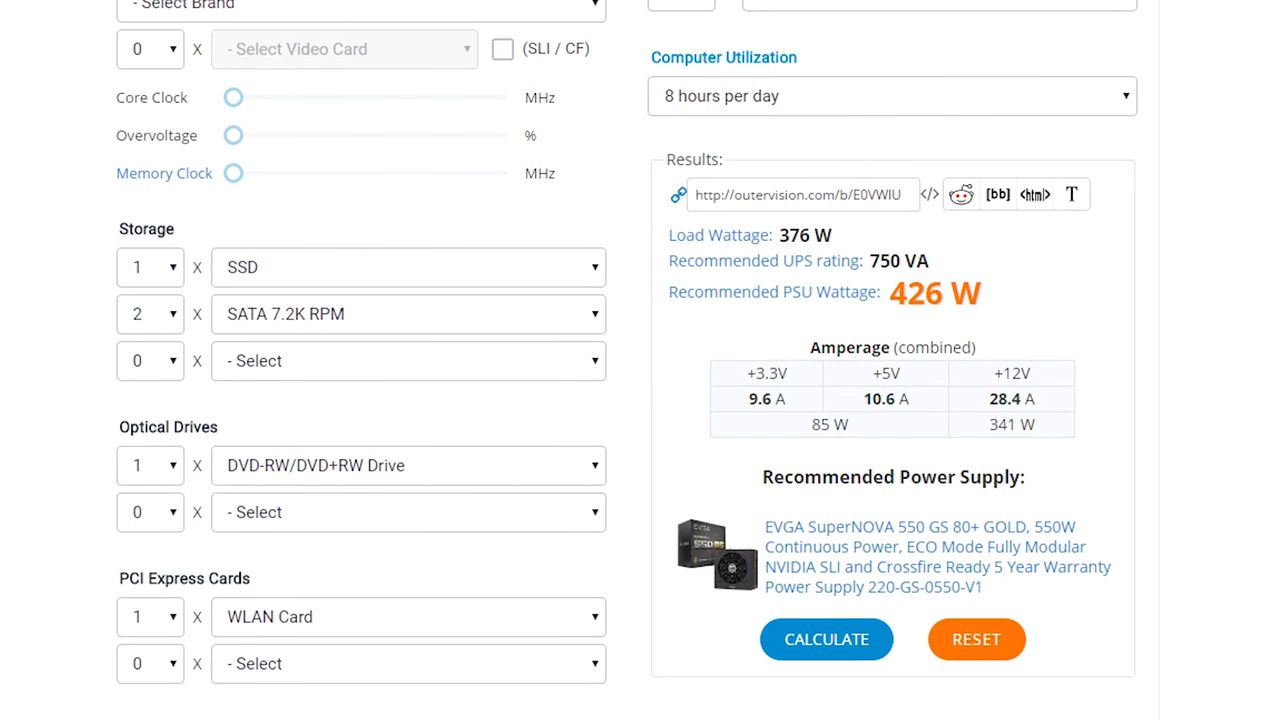 - Select Brand
0 X - Select Video Card (SLI / CF)
Core Clock MHz
Overvoltage %
Memory Clock MHz
Storage
1 X SSD
2 X SATA 7.2K RPM
0 X - Select
Optical Drives
1 X DVD-RW/DVD+RW Drive
0 X - Select
PCI Express Cards
1 X WLAN Card
0 X - Select
Computer Utilization
8 hours per day
Results:
http://outervision.com/b/E0VWIU </> [bb] <html> T
Load Wattage: 376 W
Recommended UPS rating: 750 VA
Recommended PSU Wattage: 426 W
Amperage (combined)
+3.3V +5V +12V
9.6 A 10.6 A 28.4 A
85 W 341 W
Recommended Power Supply:
EVGA SuperNOVA 550 GS 80+ GOLD, 550W
Continuous Power, ECO Mode Fully Modular
NVIDIA SLI and Crossfire Ready 5 Year Warranty
Power Supply 220-GS-0550-V1
CALCULATE RESET